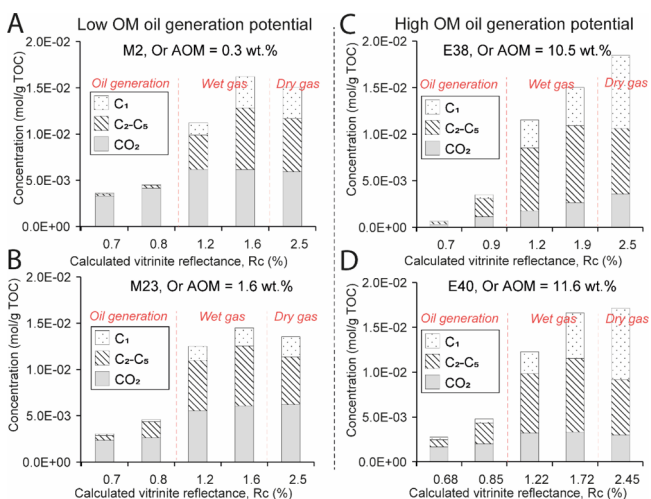 A
Low OM oil generation potential
M2, Or AOM = 0.3 wt.%
Oil generation
Wet gas
Dry gas
C₁
C₂-C₅
CO₂
Concentration (mol/g TOC)
2.0E-02
1.5E-02
1.0E-02
5.0E-03
0.0E+00
0.7 0.8 1.2 1.6 2.5
Calculated vitrinite reflectance, Rc (%)
B
M23, Or AOM = 1.6 wt.%
Oil generation
Wet gas
Dry gas
C₁
C₂-C₅
CO₂
Concentration (mol/g TOC)
2.0E-02
1.5E-02
1.0E-02
5.0E-03
0.0E+00
0.7 0.8 1.2 1.6 2.5
Calculated vitrinite reflectance, Rc (%)
C
High OM oil generation potential
E38, Or AOM = 10.5 wt.%
Oil generation
Wet gas
Dry gas
C₁
C₂-C₅
CO₂
Concentration (mol/g TOC)
2.0E-02
1.5E-02
1.0E-02
5.0E-03
0.0E+00
0.7 0.9 1.2 1.9 2.5
Calculated vitrinite reflectance, Rc (%)
D
E40, Or AOM = 11.6 wt.%
Oil generation
Wet gas
Dry gas
C₁
C₂-C₅
CO₂
Concentration (mol/g TOC)
2.0E-02
1.5E-02
1.0E-02
5.0E-03
0.0E+00
0.68 0.85 1.22 1.72 2.45
Calculated vitrinite reflectance, Rc (%)